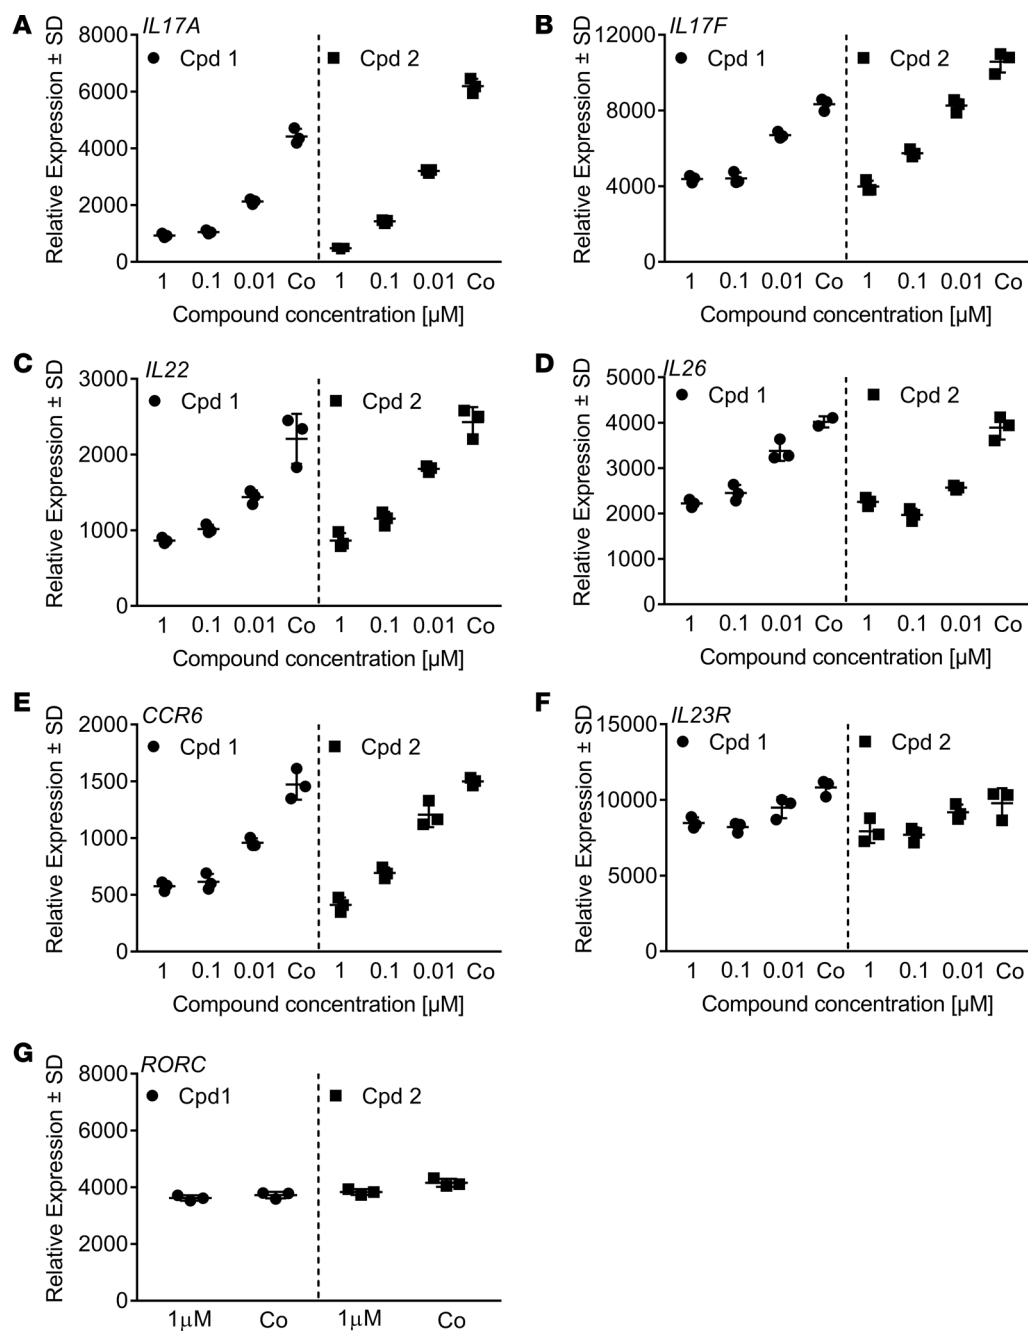 A
IL17A
Relative Expression ± SD
8000
6000
4000
2000
0
Cpd 1
Cpd 2
1 0.1 0.01 Co 1 0.1 0.01 Co
Compound concentration [µM]
B
IL17F
Relative Expression ± SD
12000
8000
4000
0
Cpd 1
Cpd 2
1 0.1 0.01 Co 1 0.1 0.01 Co
Compound concentration [µM]
C
IL22
Relative Expression ± SD
3000
2000
1000
0
Cpd 1
Cpd 2
1 0.1 0.01 Co 1 0.1 0.01 Co
Compound concentration [µM]
D
IL26
Relative Expression ± SD
5000
4000
3000
2000
1000
0
Cpd 1
Cpd 2
1 0.1 0.01 Co 1 0.1 0.01 Co
Compound concentration [µM]
E
CCR6
Relative Expression ± SD
2000
1500
1000
500
0
Cpd 1
Cpd 2
1 0.1 0.01 Co 1 0.1 0.01 Co
Compound concentration [µM]
F
IL23R
Relative Expression ± SD
15000
10000
5000
0
Cpd 1
Cpd 2
1 0.1 0.01 Co 1 0.1 0.01 Co
Compound concentration [µM]
G
RORC
Relative Expression ± SD
8000
6000
4000
2000
0
Cpd1
Cpd 2
1µM Co 1µM Co